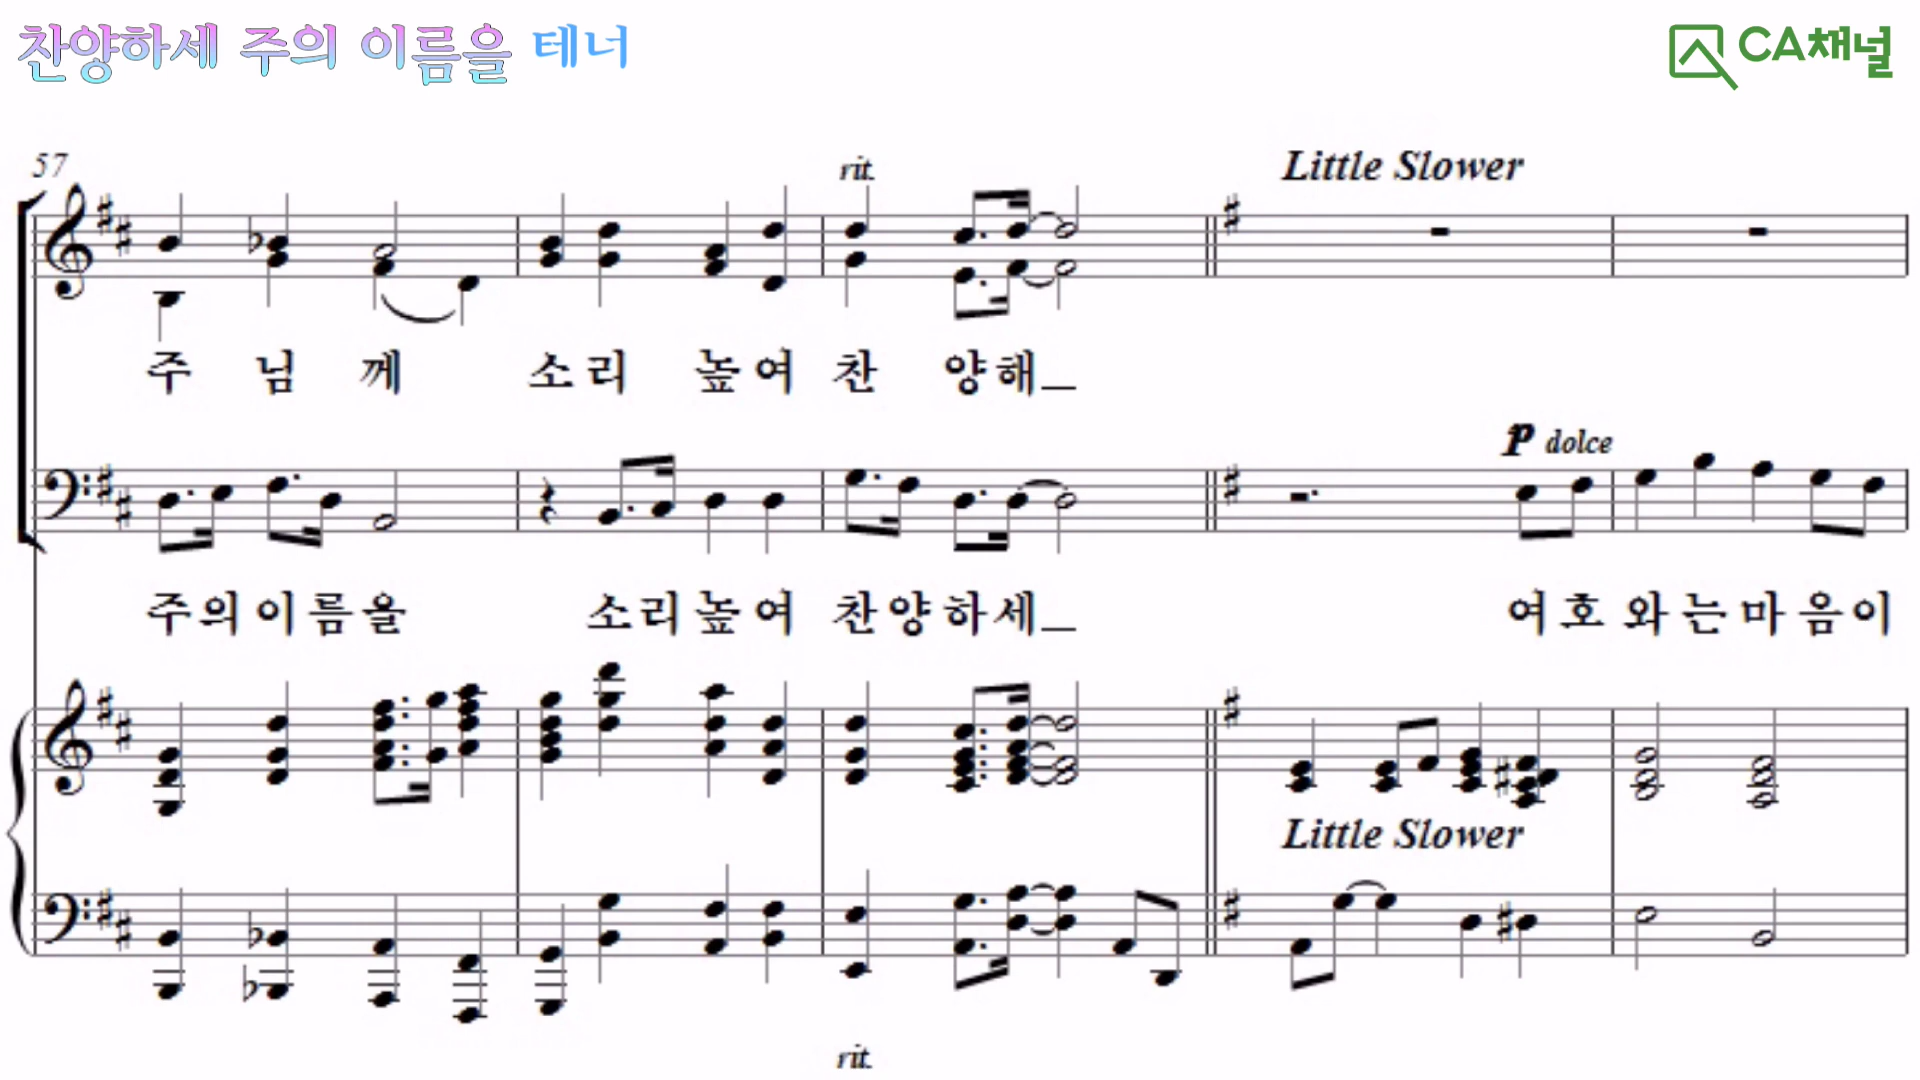 찬양하세 주의 이름을 테너
CA채널
57
rit.
Little Slower
주 님 께 소 리 높 여 찬 양 해
p dolce
주 의 이 름 을 소 리 높 여 찬 양 하 세 여 호 와 는 마 음 이
Little Slower
rit.